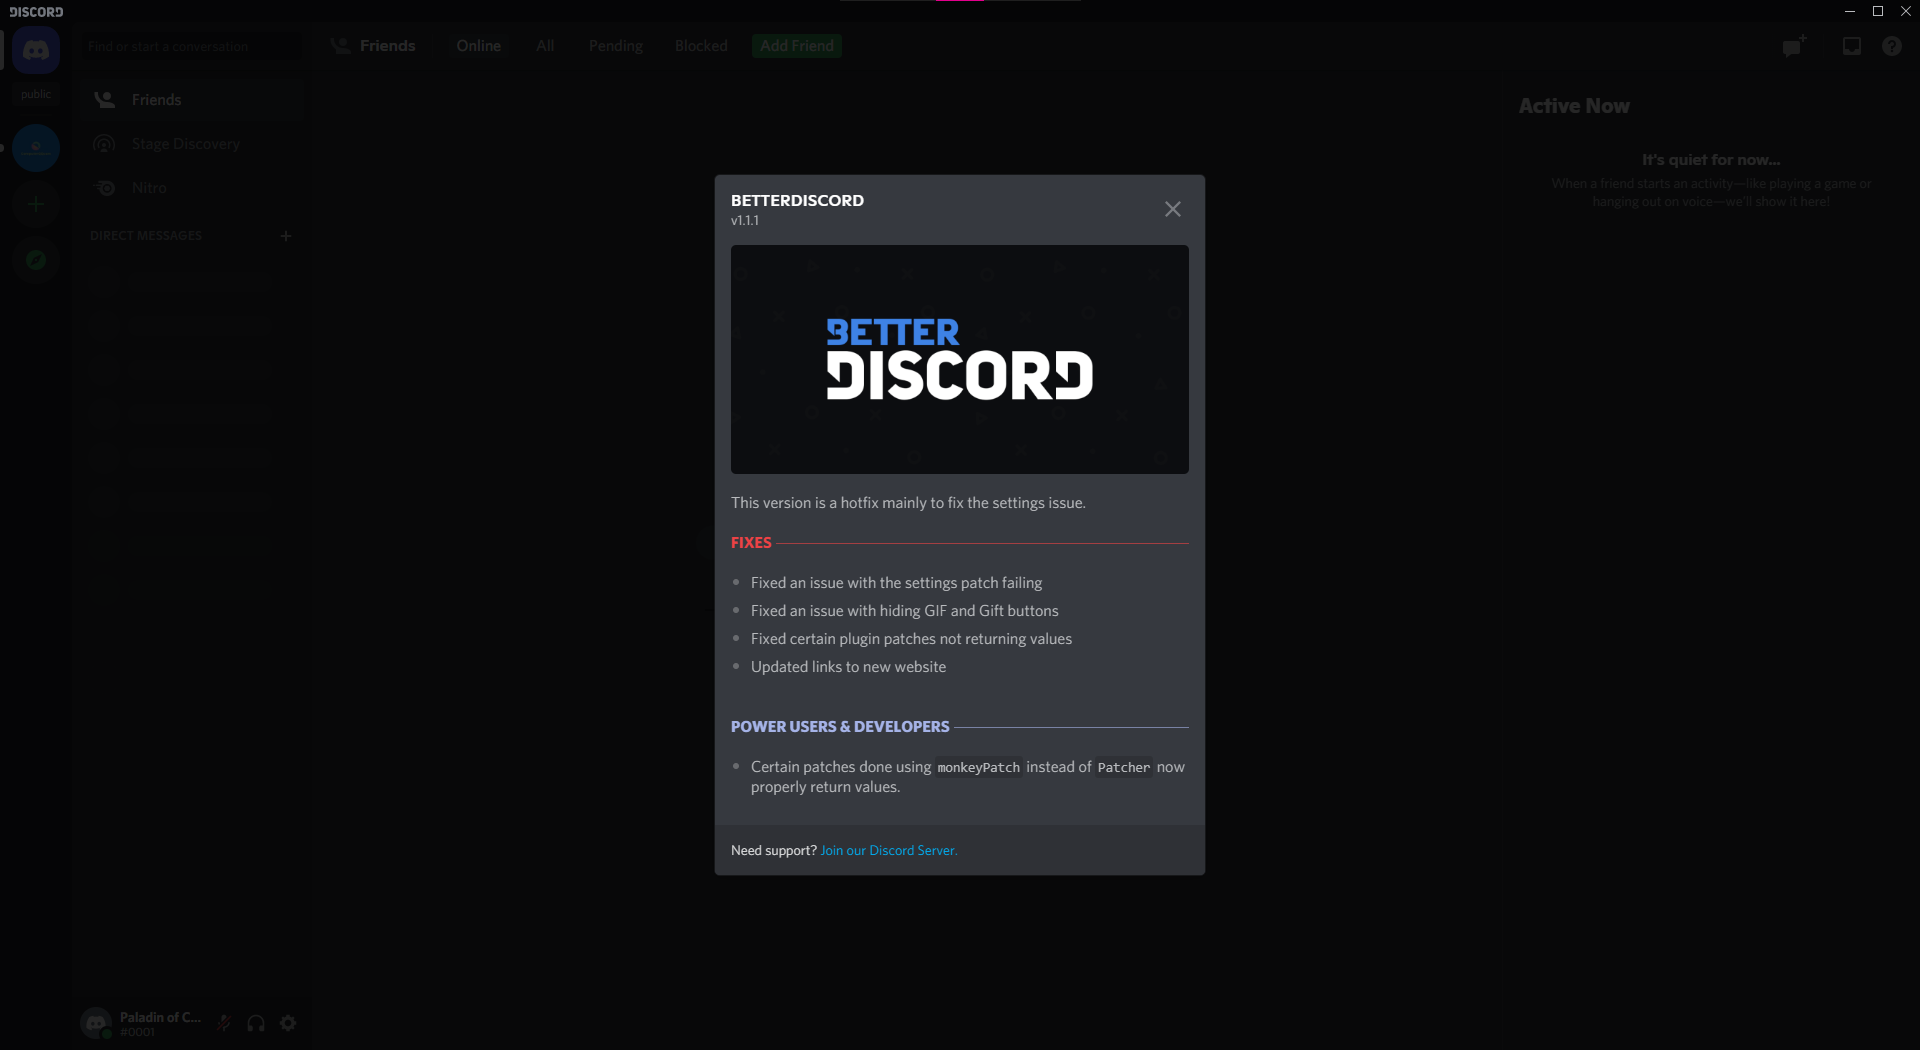 DISCORD
Find or start a conversation
Friends
Online
All
Pending
Blocked
Add Friend
public
Friends
Stage Discovery
Nitro
DIRECT MESSAGES
Active Now
It's quiet for now...
When a friend starts an activity—like playing a game or
hanging out on voice—we'll show it here!
BETTERDISCORD
v1.1.1
BETTER
DISCORD
This version is a hotfix mainly to fix the settings issue.
FIXES
Fixed an issue with the settings patch failing
Fixed an issue with hiding GIF and Gift buttons
Fixed certain plugin patches not returning values
Updated links to new website
POWER USERS & DEVELOPERS
Certain patches done using monkeyPatch instead of Patcher now
properly return values.
Need support? Join our Discord Server.
Paladin of C...
#0001